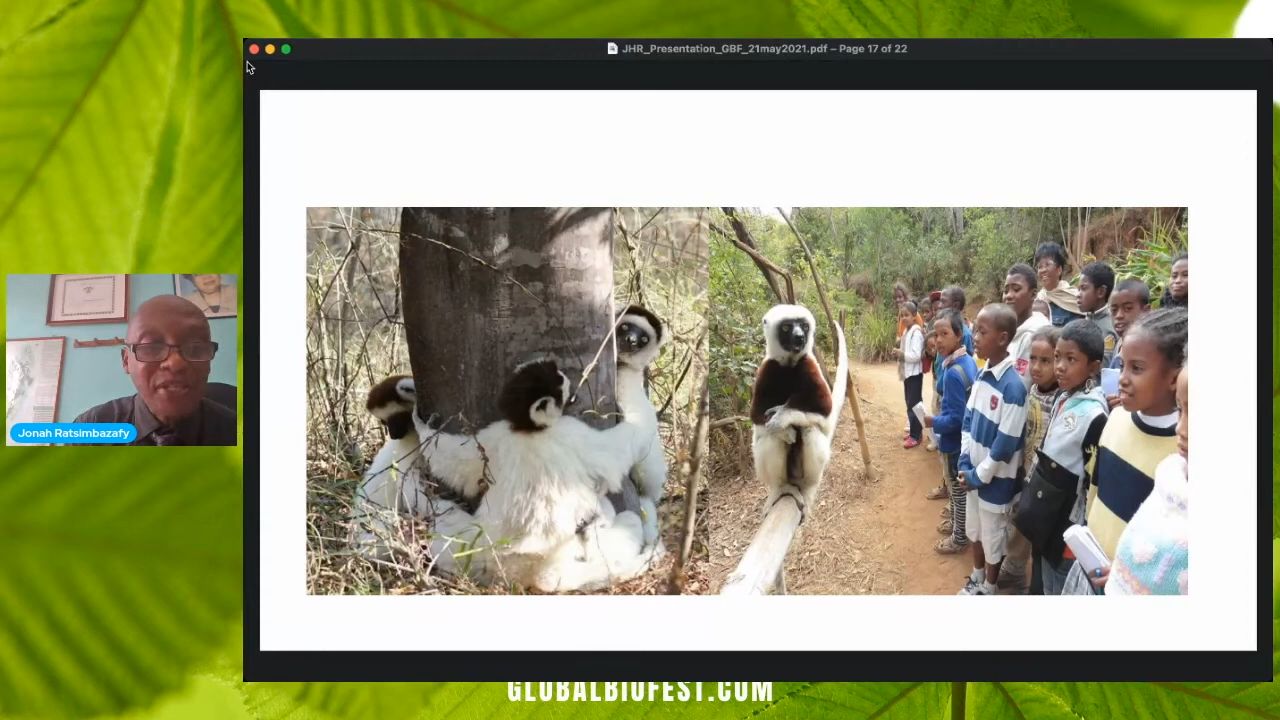 JHR_Presentation_GBF_21may2021.pdf – Page 17 of 22
Jonah Ratsimbazafy
GLOBALBIOFEST.COM